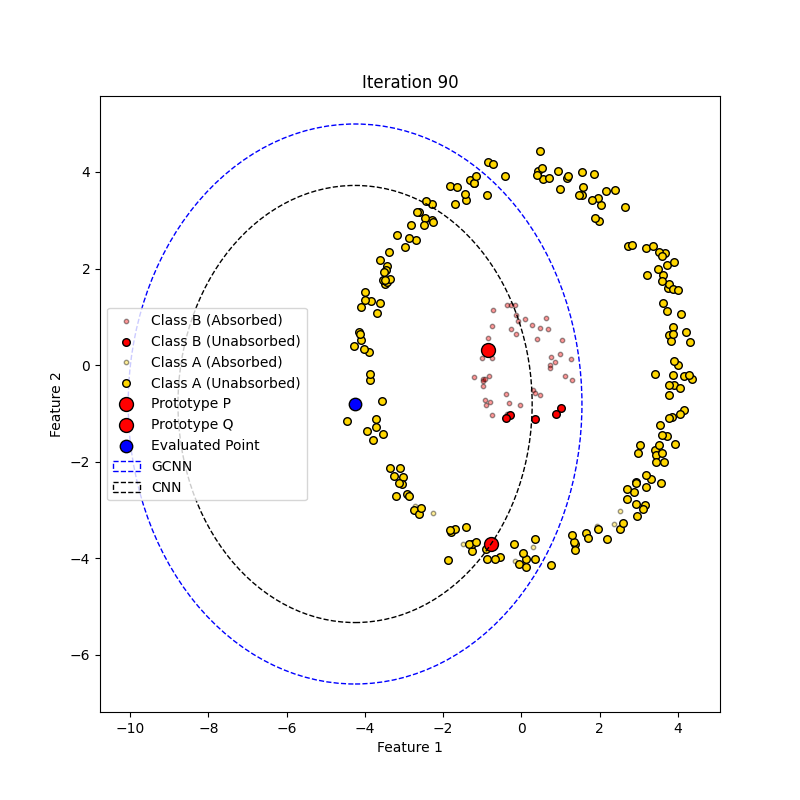 Iteration 90
4
2
0
−2
−4
−6
Feature 2
Class B (Absorbed)
Class B (Unabsorbed)
Class A (Absorbed)
Class A (Unabsorbed)
Prototype P
Prototype Q
Evaluated Point
GCNN
CNN
−10 −8 −6 −4 −2 0 2 4
Feature 1